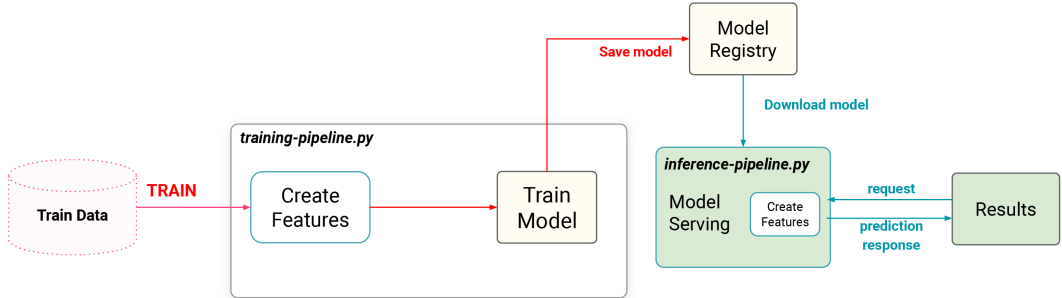 Model
Registry
Save model
Download model
training-pipeline.py
Train Data
TRAIN
Create
Features
Train
Model
inference-pipeline.py
Model
Serving
Create
Features
request
prediction
response
Results